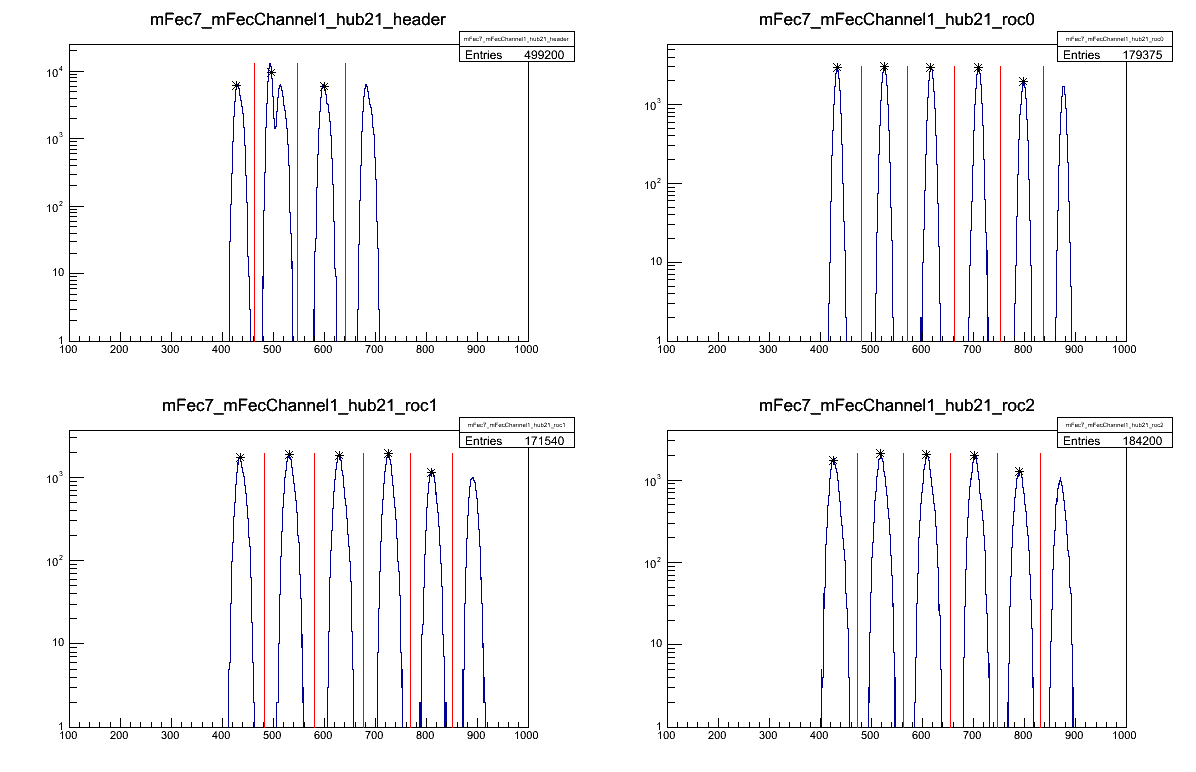 mFec7_mFecChannel1_hub21_header
mFec7_mFecChannel1_hub21_header
Entries 499200
10^4
10^3
10^2
10
1
100 200 300 400 500 600 700 800 900 1000
mFec7_mFecChannel1_hub21_roc0
mFec7_mFecChannel1_hub21_roc0
Entries 179375
10^3
10^2
10
1
100 200 300 400 500 600 700 800 900 1000
mFec7_mFecChannel1_hub21_roc1
mFec7_mFecChannel1_hub21_roc1
Entries 171540
10^3
10^2
10
1
100 200 300 400 500 600 700 800 900 1000
mFec7_mFecChannel1_hub21_roc2
mFec7_mFecChannel1_hub21_roc2
Entries 184200
10^3
10^2
10
1
100 200 300 400 500 600 700 800 900 1000